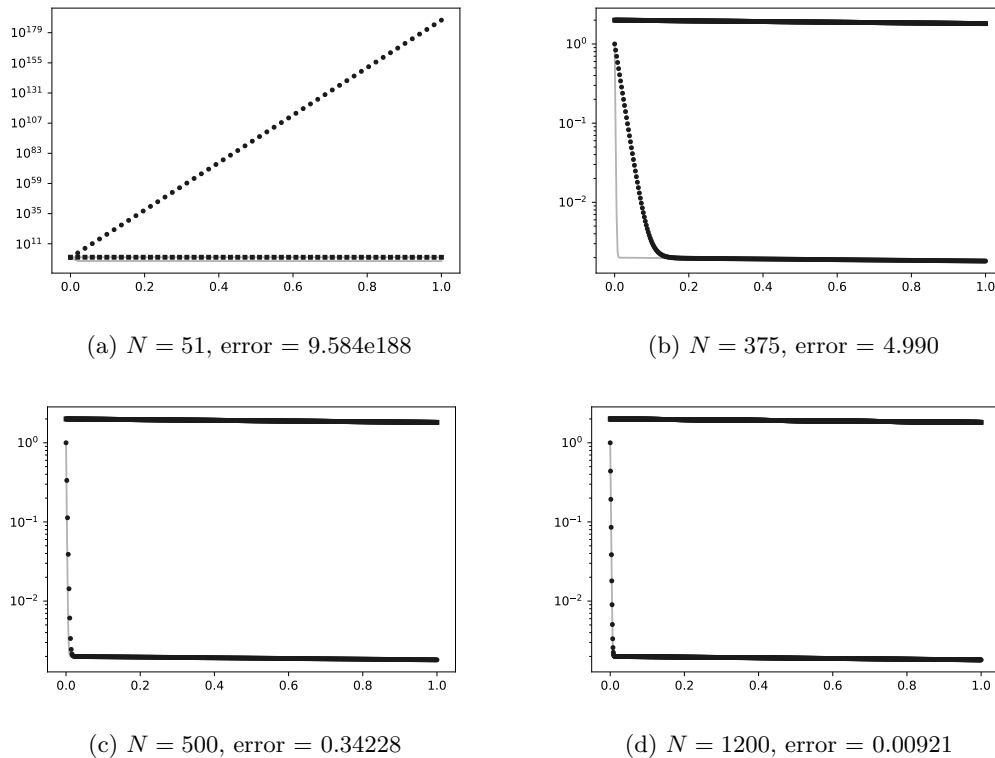 10^179
10^155
10^131
10^107
10^83
10^59
10^35
10^11
0.0 0.2 0.4 0.6 0.8 1.0
(a) N = 51, error = 9.584e188
10^0
10^−1
10^−2
0.0 0.2 0.4 0.6 0.8 1.0
(b) N = 375, error = 4.990
10^0
10^−1
10^−2
0.0 0.2 0.4 0.6 0.8 1.0
(c) N = 500, error = 0.34228
10^0
10^−1
10^−2
0.0 0.2 0.4 0.6 0.8 1.0
(d) N = 1200, error = 0.00921